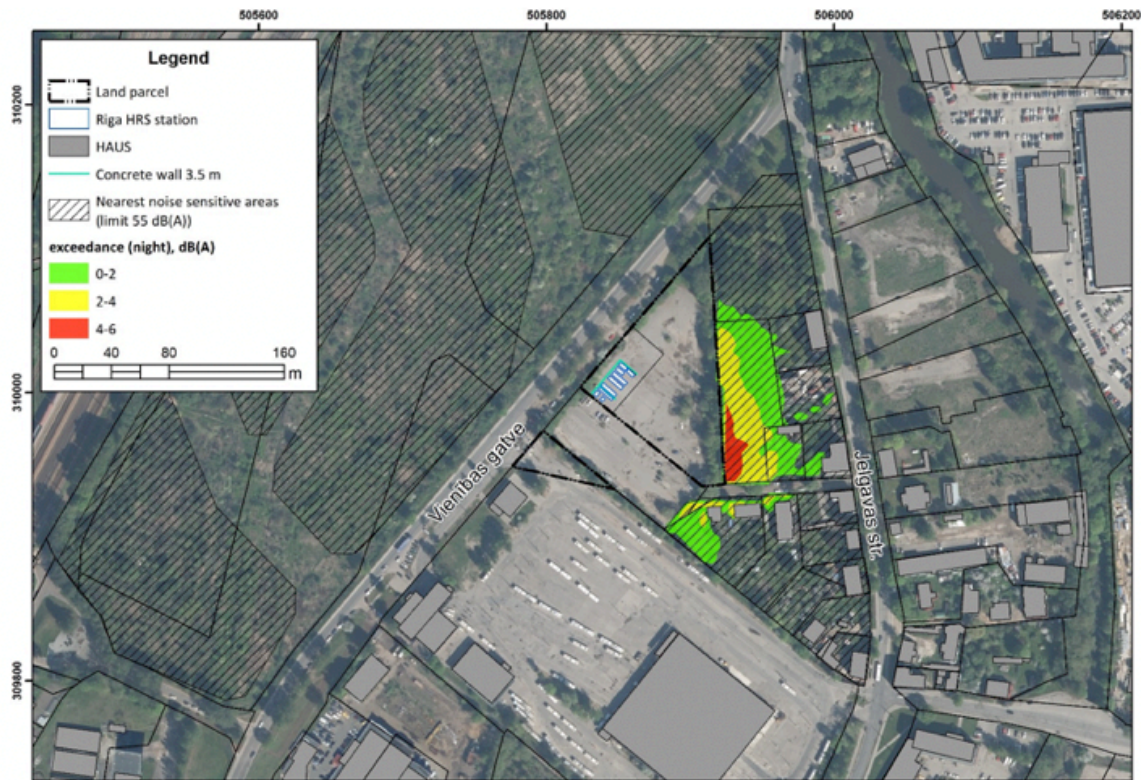 505600
505800
506000
506200
310200
310000
309800
Legend
Land parcel
Riga HRS station
HAUS
Concrete wall 3.5 m
Nearest noise sensitive areas
(limit 55 dB(A))
exceedance (night), dB(A)
0-2
2-4
4-6
0 40 80 160
m
Vienības gatve
Jelgavas str.